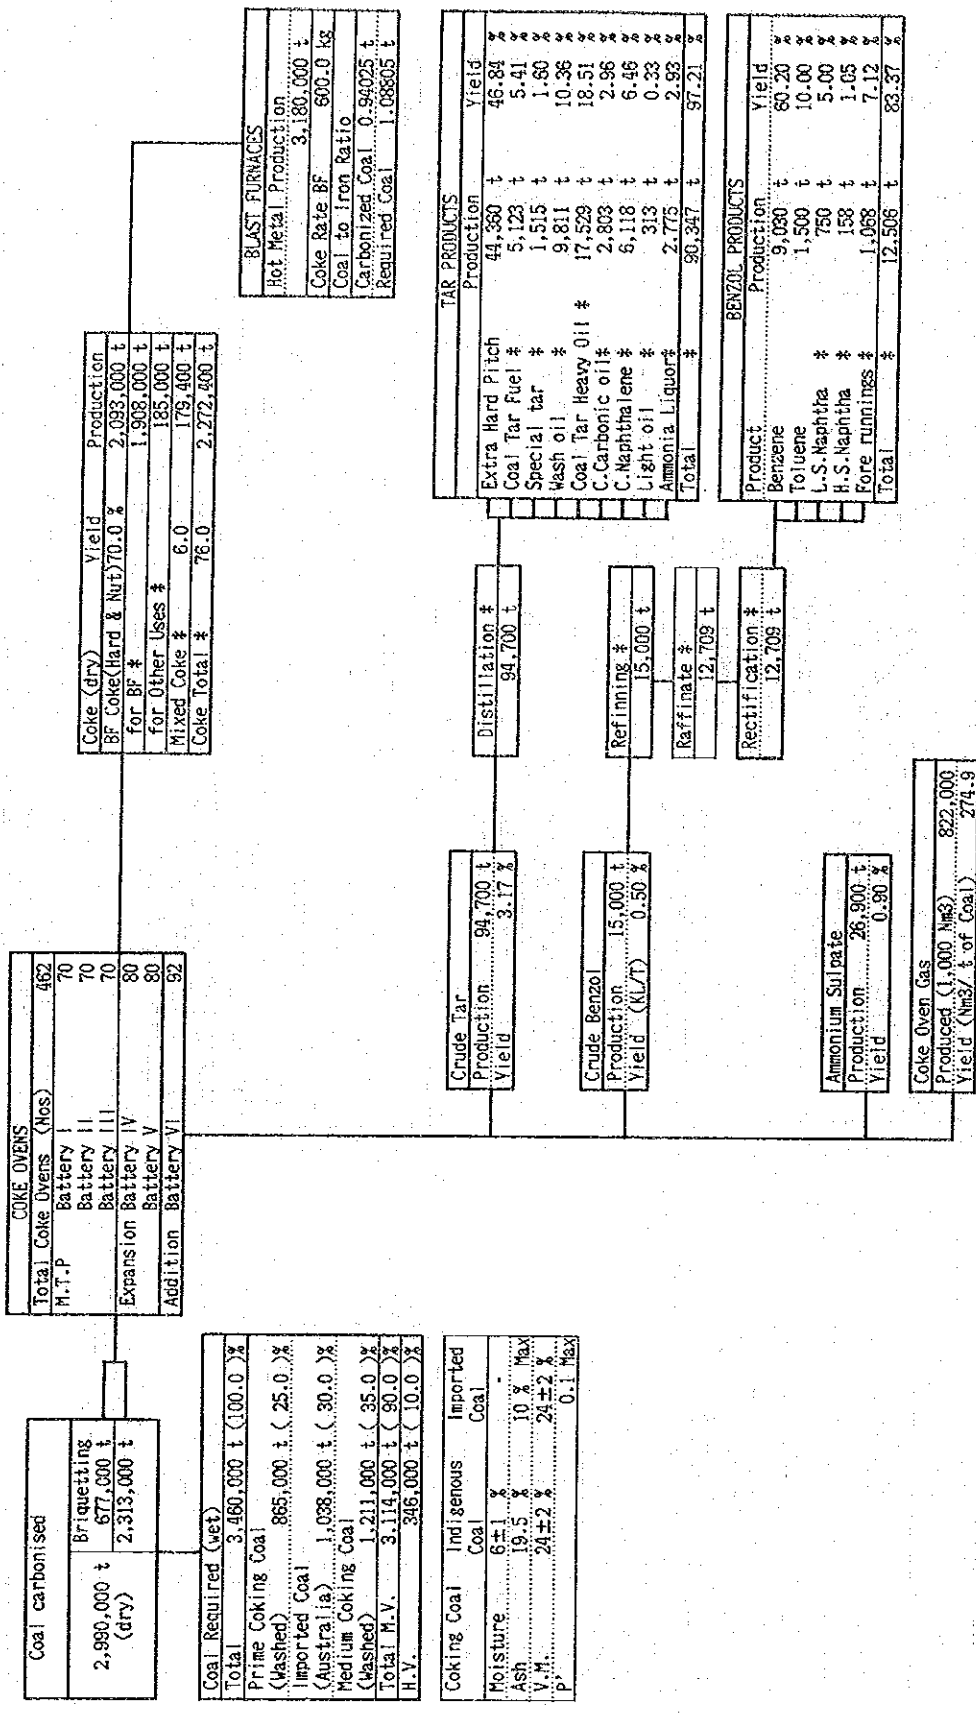 Coal carbonised
2,990,000 t
(dry)
Briquetting
677,000 t
2,313,000 t
Coal Required (wet)
Total 3,460,000 t (100.0 )%
Prime Coking Coal
(Washed) 865,000 t ( 25.0 )%
Imported Coal
(Australia) 1,038,000 t ( 30.0 )%
Medium Coking Coal
(Washed) 1,211,000 t ( 35.0 )%
Total M.V. 3,114,000 t ( 90.0 )%
H.V. 346,000 t ( 10.0 )%
Coking Coal Indigenous Coal Imported Coal
Moisture 6±1 % -
Ash 19.5 % 10 % Max
V.M. 24±2 % 24±2 %
P, 0.1 Max
COKE OVENS
Total Coke Ovens (Nos) 462
M.T.P Battery I 70
Battery II 70
Battery III 70
Expansion Battery IV 80
Battery V 80
Addition Battery VI 92
Coke (dry) Yield Production
BF Coke(Hard & Nut)70.0 % 2,093,000 t
for BF * 1,908,000 t
for Other Uses * 185,000 t
Mixed Coke * 6.0 179,400 t
Coke Total * 76.0 2,272,400 t
BLAST FURNACES
Hot Metal Production
3,180,000 t
Coke Rate BF 600.0 kg
Coal to Iron Ratio
Carbonized Coal 0.94025 t
Required Coal 1.08805 t
Crude Tar
Production 94,700 t
Yield 3.17 %
Distillation *
94,700 t
TAR PRODUCTS
Production Yield
Extra Hard Pitch 44,360 t 46.84 %
Coal Tar Fuel * 5,123 t 5.41 %
Special tar * 1,515 t 1.60 %
Wash oil * 9,811 t 10.36 %
Coal Tar Heavy Oil * 17,529 t 18.51 %
C.Carbonic oil* 2,803 t 2.96 %
C.Naphthalene * 6,118 t 6.46 %
Light oil * 313 t 0.33 %
Ammonia Liquor* 2,775 t 2.93 %
Total * 90,347 t 97.21 %
Crude Benzol
Production 15,000 t
Yield (KL/T) 0.50 %
Refinning *
15,000 t
Raffinate *
12,709 t
Rectification *
12,709 t
BENZOL PRODUCTS
Product Production Yield
Benzene 9,030 t 60.20 %
Toluene 1,500 t 10.00 %
L.S.Naphtha * 750 t 5.00 %
H.S.Naphtha * 158 t 1.05 %
Fore runnings * 1,068 t 7.12 %
Total * 12,506 t 83.37 %
Ammonium Sulpate
Production 26,900 t
Yield 0.90 %
Coke Oven Gas
Produced (1,000 Nm3) 822,000
Yield (Nm3/ t of Coal) 274.9